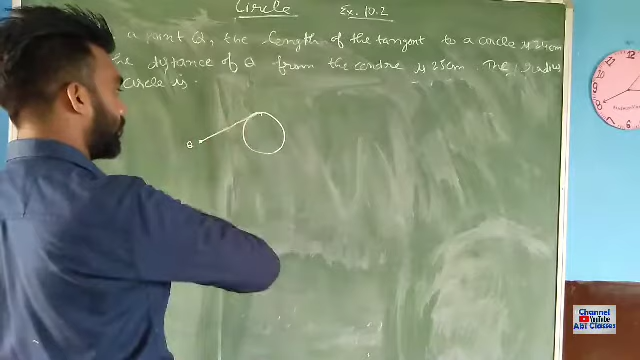 Circle Ex. 10.2
a point Q, the length of the tangent to a circle is 24cm
the dystance of Q from the centre is 25cm. The radius
circle is.
Q
Channel
YouTube
Abi Classes